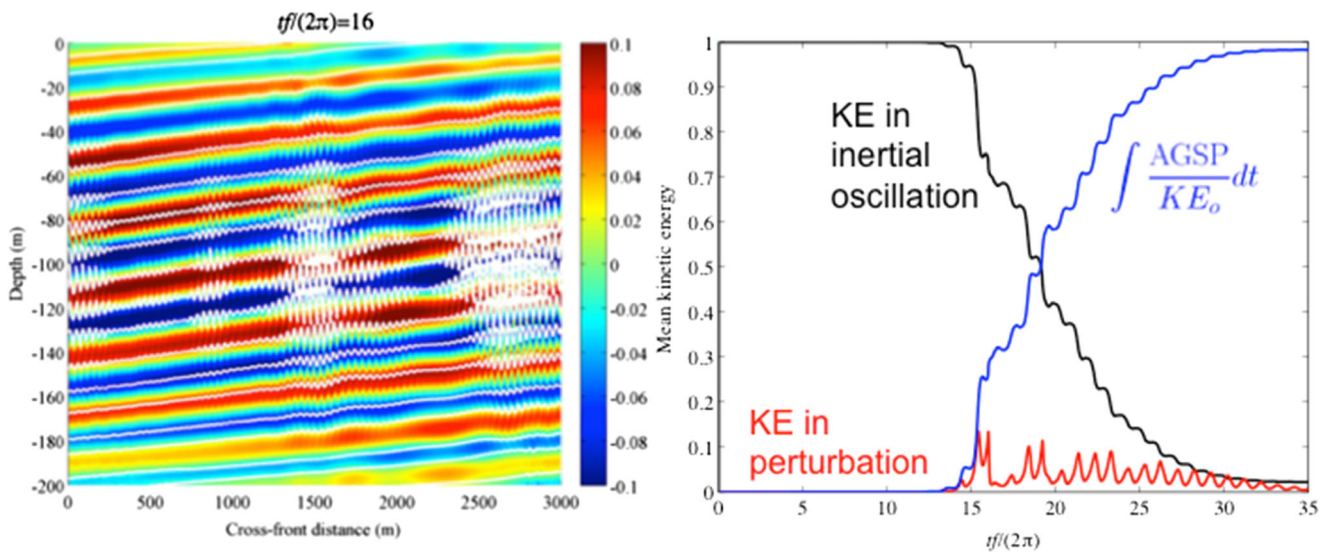 tf/(2π)=16
0
-20
-40
-60
-80
-100
-120
-140
-160
-180
-200
Depth (m)
0 500 1000 1500 2000 2500 3000
Cross-front distance (m)
0.1
0.08
0.06
0.04
0.02
0
-0.02
-0.04
-0.06
-0.08
-0.1
Mean kinetic energy
1
0.9
0.8
0.7
0.6
0.5
0.4
0.3
0.2
0.1
0
KE in
inertial
oscillation
∫ AGSP/KEₒ dt
KE in
perturbation
0 5 10 15 20 25 30 35
tf/(2π)